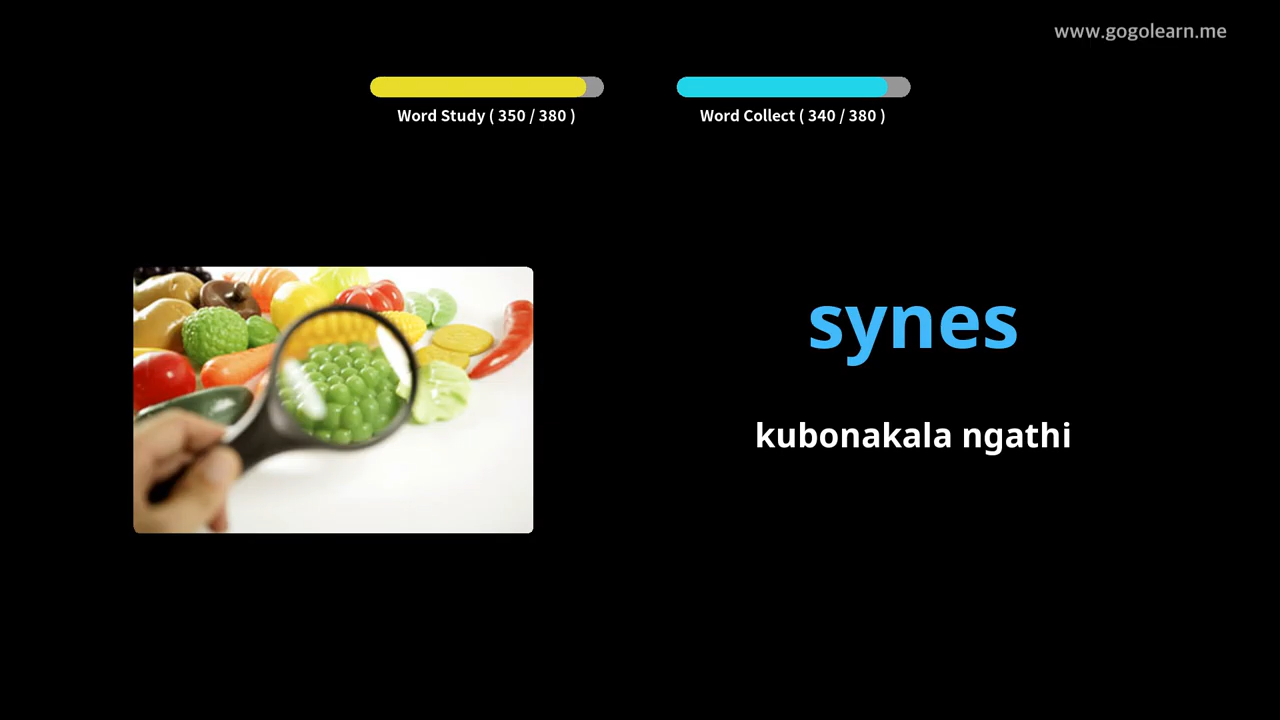 www.gogolearn.me
Word Study ( 350 / 380 )
Word Collect ( 340 / 380 )
synes
kubonakala ngathi